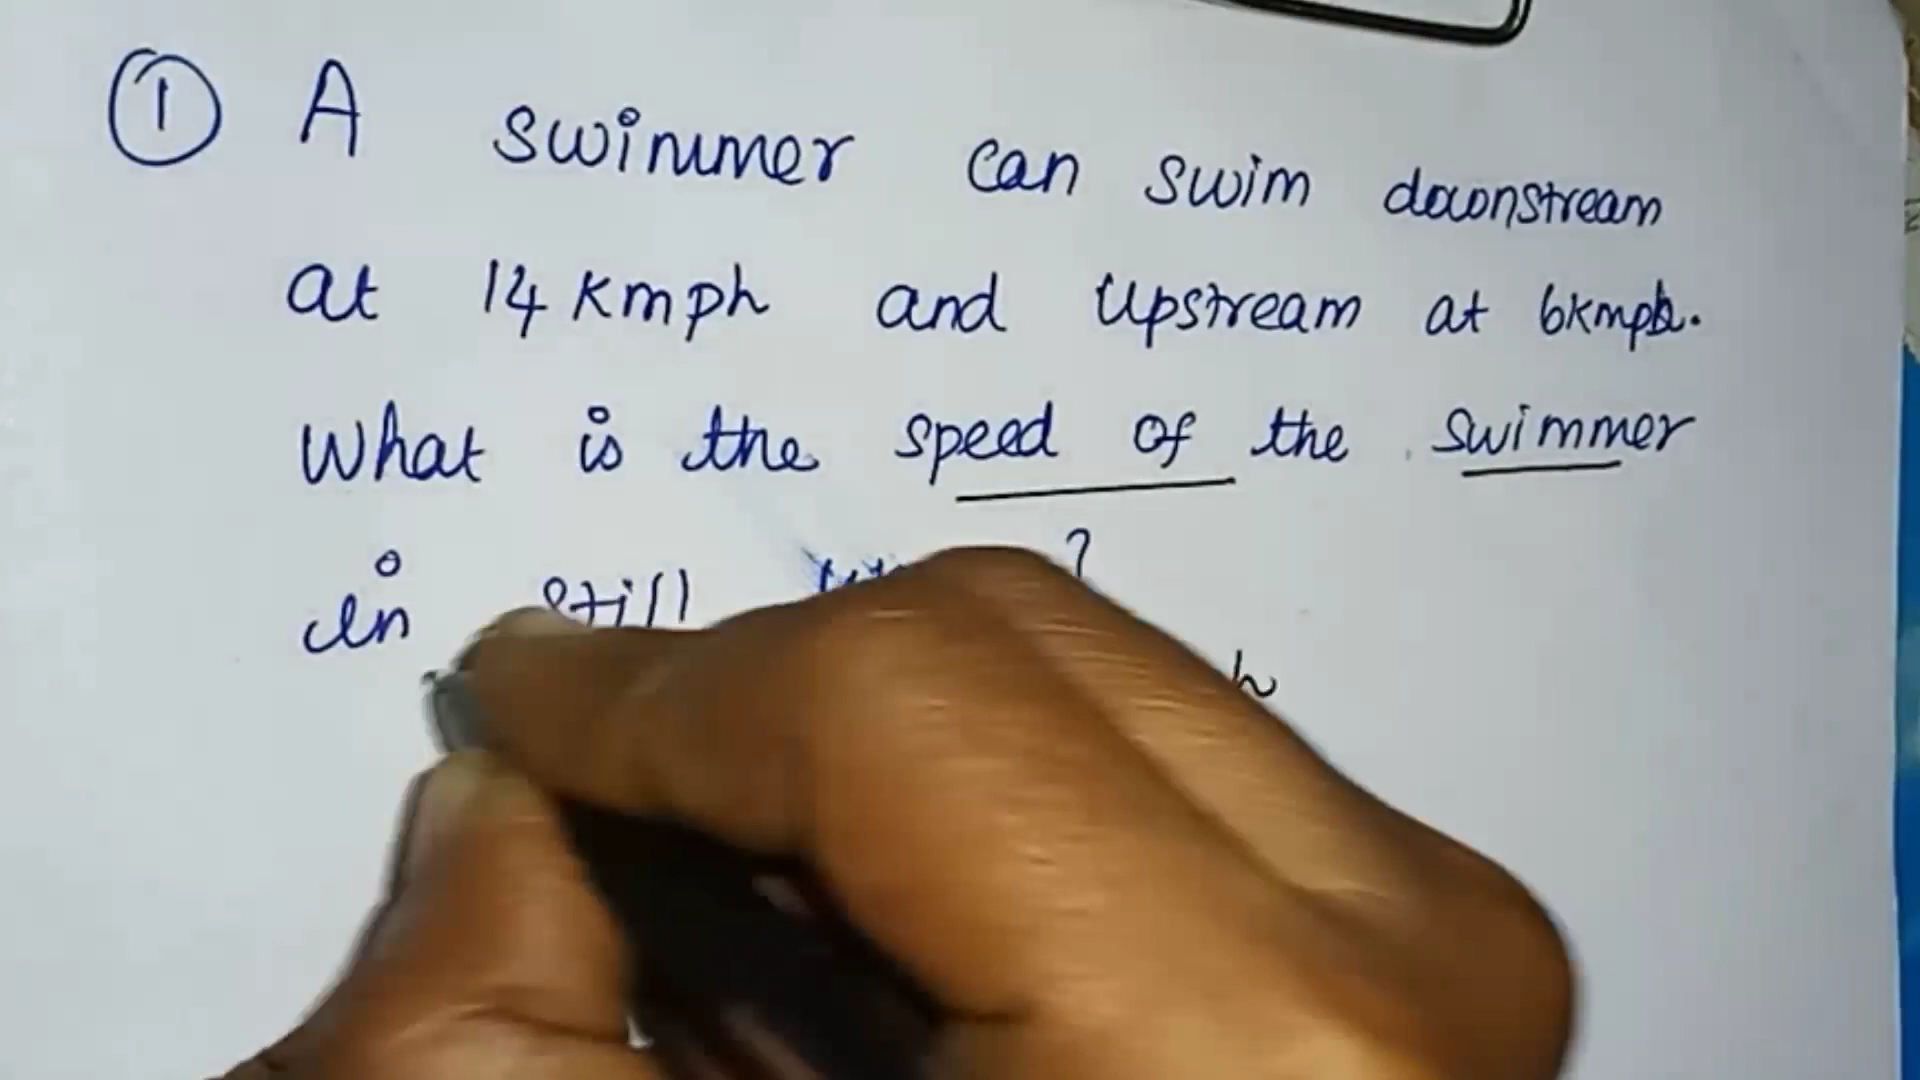 ① A swimmer can swim downstream
at 14 kmph and upstream at 6kmph.
What is the speed of the swimmer
in still ?
h